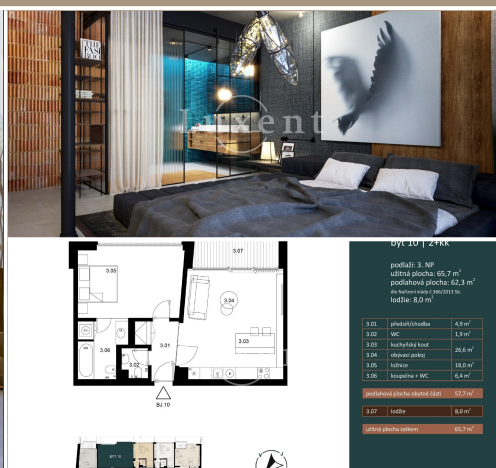 Luxent
byt 10 | 2+kk
podlaží: 3. NP
užitná plocha: 65,7 m²
podlahová plocha: 62,3 m²
dle Nařízení vlády č.366/2013 Sb.
lodžie: 8,0 m²
3.01 předsíň/chodba 4,9 m²
3.02 WC 1,9 m²
3.03 kuchyňský kout
3.04 obývací pokoj 26,6 m²
3.05 ložnice 18,0 m²
3.06 koupelna + WC 6,4 m²
podlahová plocha obytné části 57,7 m²
3.07 lodžie 8,0 m²
užitná plocha celkem 65,7 m²
3.07
3.05
3.04
3.03
3.01
3.06
3.02
BJ.10
BYT 10